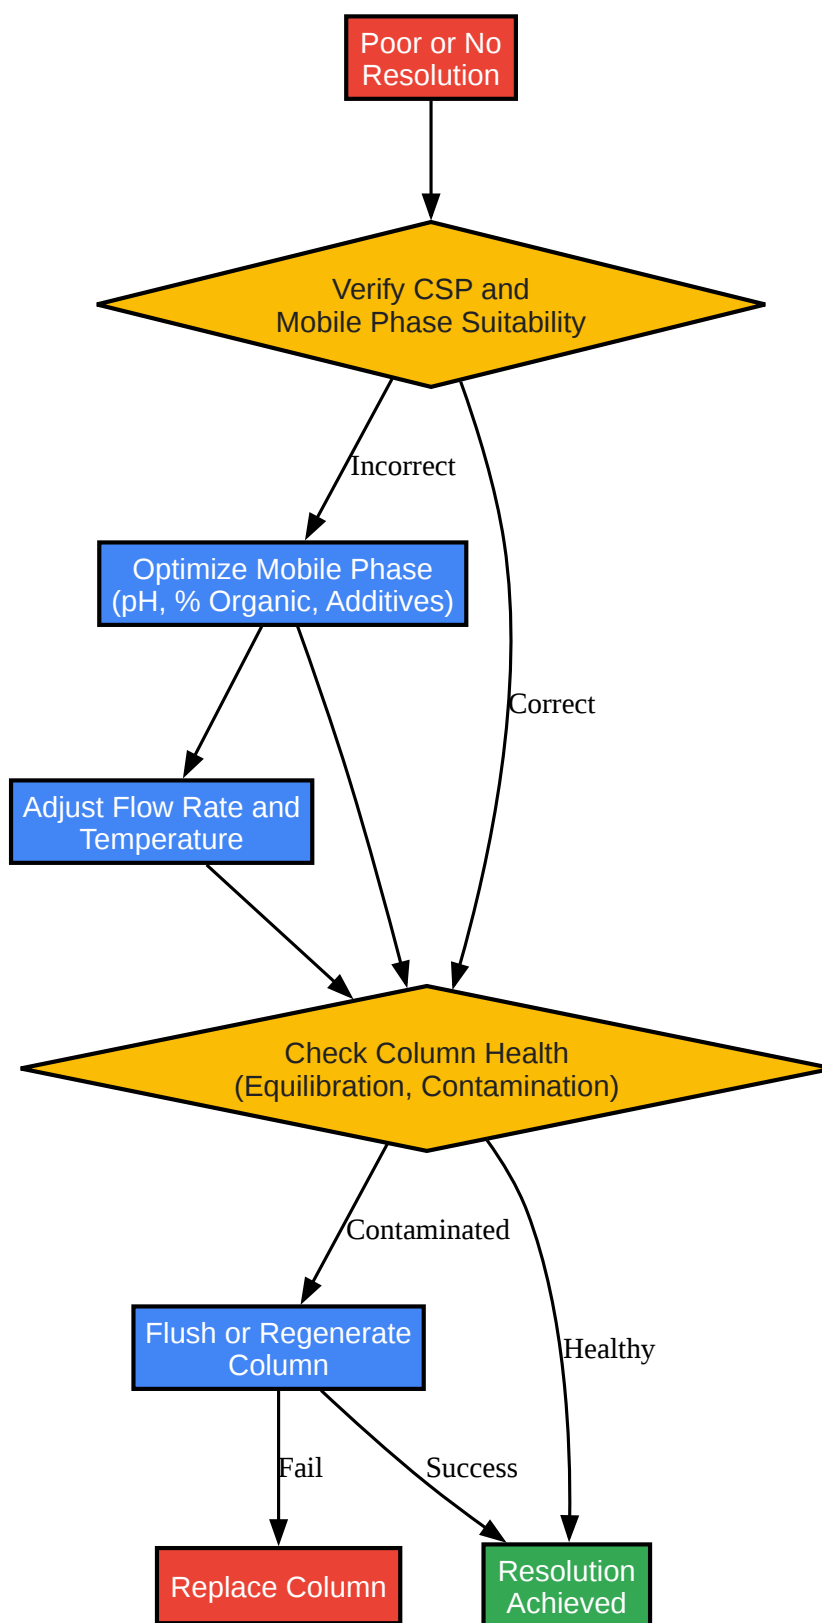 Poor or No
Resolution
Verify CSP and
Mobile Phase Suitability
Incorrect
Optimize Mobile Phase
(pH, % Organic, Additives)
Correct
Adjust Flow Rate and
Temperature
Check Column Health
(Equilibration, Contamination)
Contaminated
Flush or Regenerate
Column
Healthy
Fail
Success
Replace Column
Resolution
Achieved